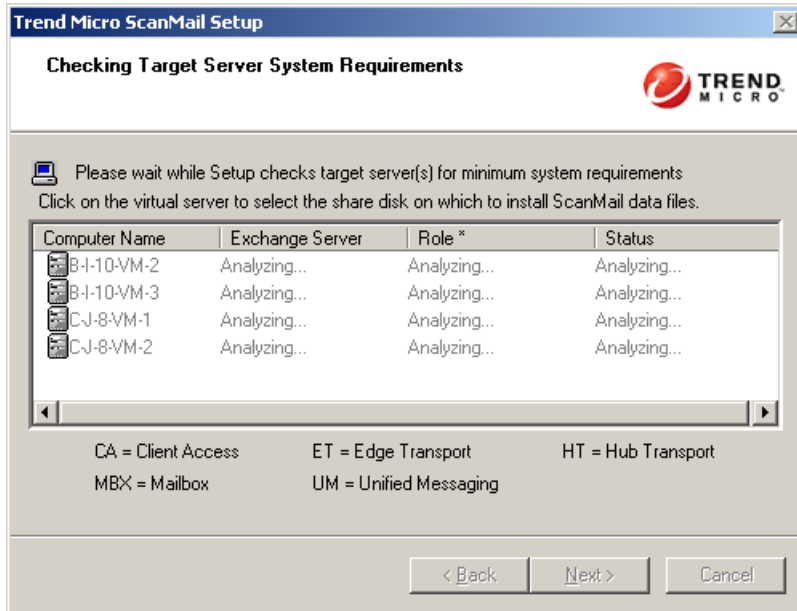 Trend Micro ScanMail Setup
Checking Target Server System Requirements
TREND
MICRO
Please wait while Setup checks target server(s) for minimum system requirements
Click on the virtual server to select the share disk on which to install ScanMail data files.
Computer Name Exchange Server Role * Status
B-I-10-VM-2 Analyzing... Analyzing... Analyzing...
B-I-10-VM-3 Analyzing... Analyzing... Analyzing...
C-J-8-VM-1 Analyzing... Analyzing... Analyzing...
C-J-8-VM-2 Analyzing... Analyzing... Analyzing...
CA = Client Access ET = Edge Transport HT = Hub Transport
MBX = Mailbox UM = Unified Messaging
< Back Next > Cancel